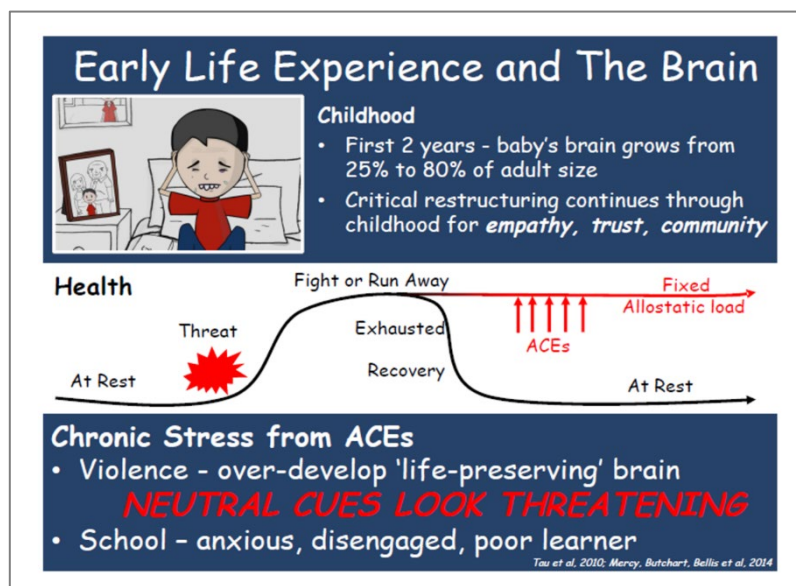 Early Life Experience and The Brain
Childhood
• First 2 years - baby's brain grows from
25% to 80% of adult size
• Critical restructuring continues through
childhood for empathy, trust, community
Health
Fight or Run Away
Fixed
Allostatic load
Threat
Exhausted
ACEs
Recovery
At Rest
At Rest
Chronic Stress from ACEs
• Violence - over-develop 'life-preserving' brain
NEUTRAL CUES LOOK THREATENING
• School – anxious, disengaged, poor learner
Tau et al, 2010; Mercy, Butchart, Bellis et al, 2014